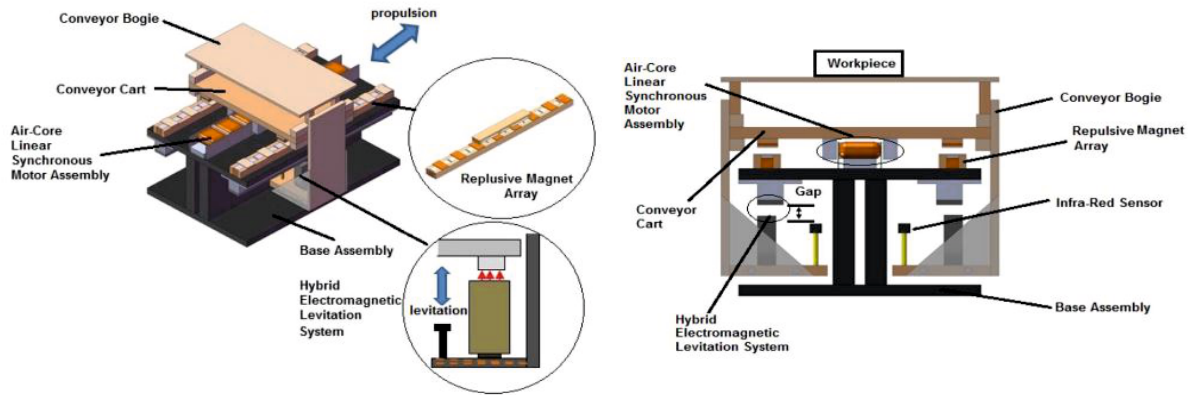 Conveyor Bogie
propulsion
Conveyor Cart
Air-Core
Linear
Synchronous
Motor Assembly
Replusive Magnet
Array
Base Assembly
Hybrid
Electromagnetic
Levitation
System
levitation
Workpiece
Air-Core
Linear
Synchronous
Motor
Assembly
Conveyor Bogie
Repulsive Magnet
Array
Gap
Infra-Red Sensor
Conveyor
Cart
Base Assembly
Hybrid
Electromagnetic
Levitation System